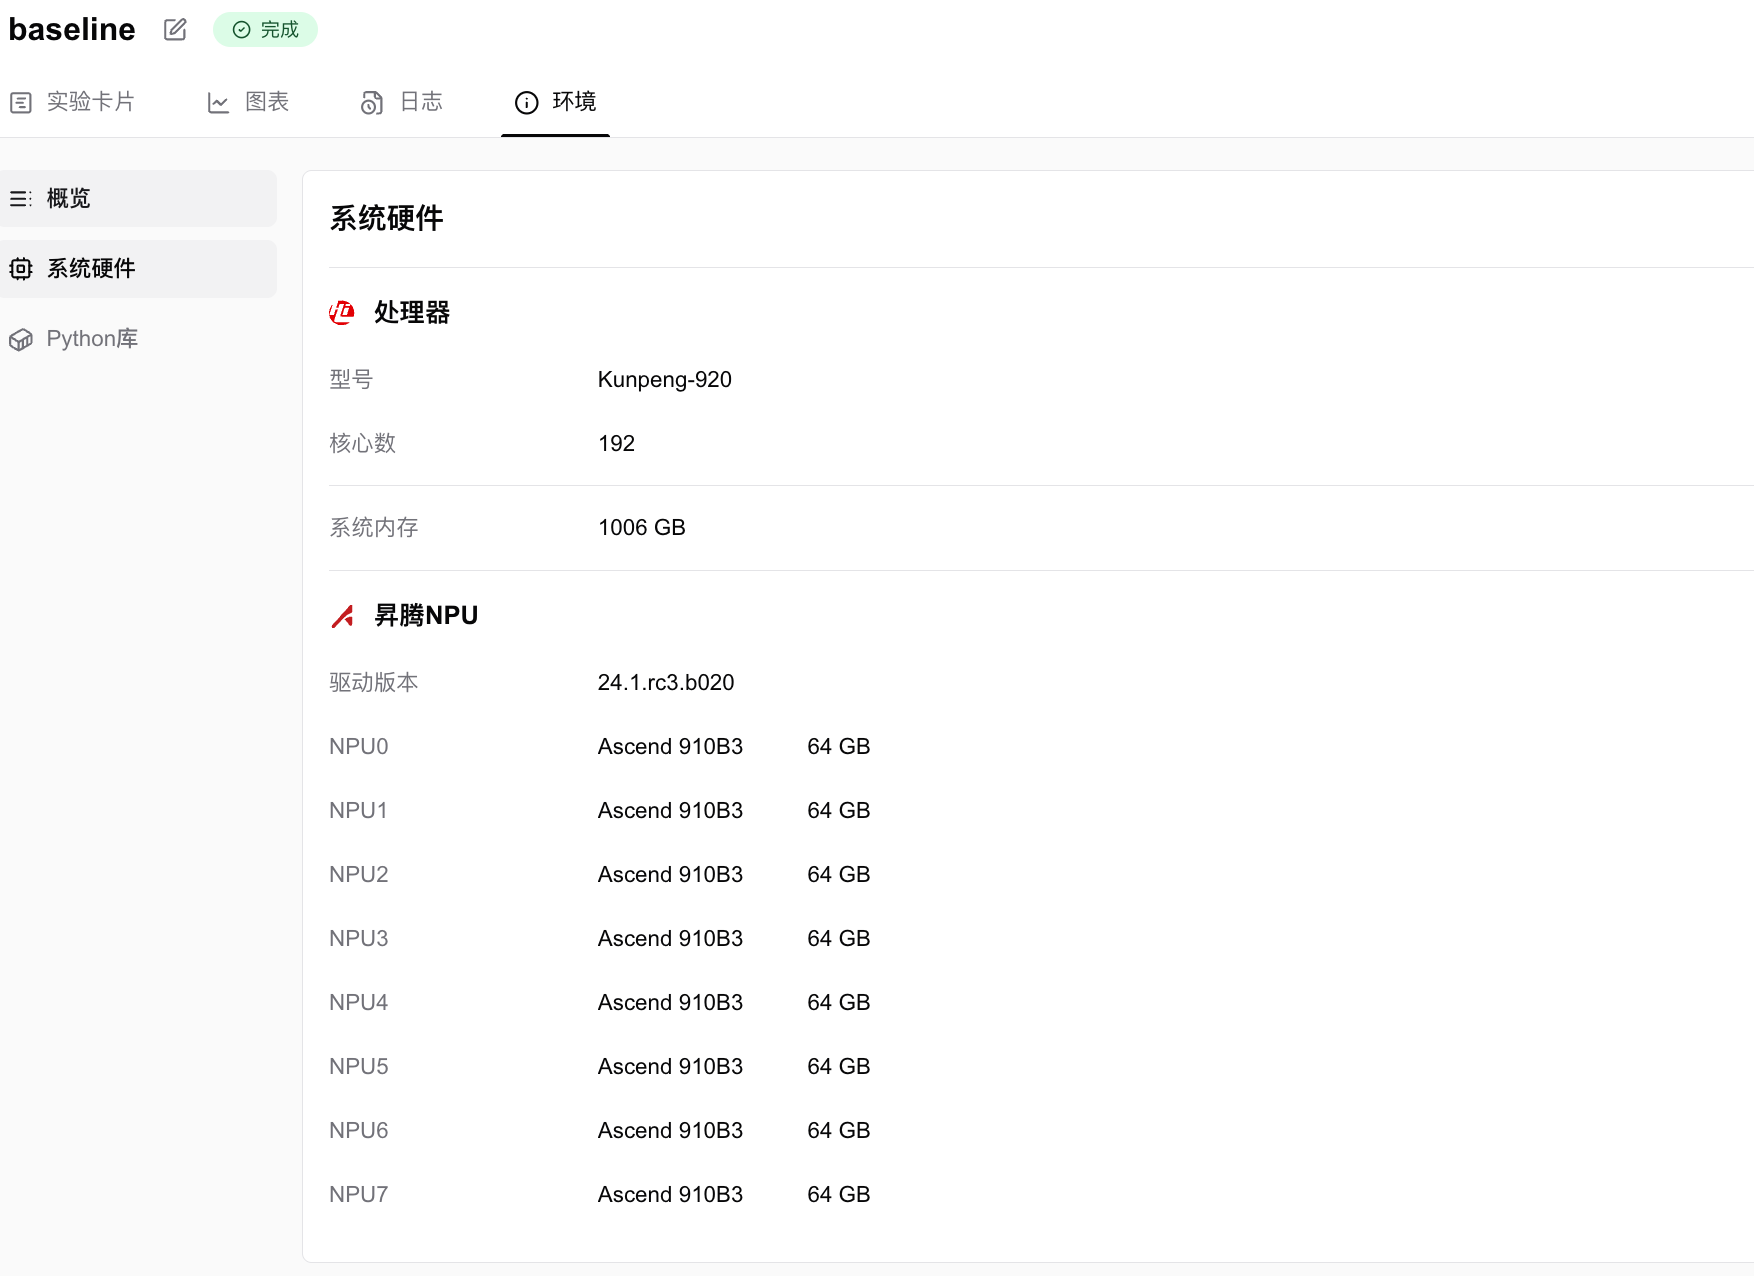 baseline 完成
实验卡片 图表 日志 环境
概览
系统硬件
Python库
系统硬件
处理器
型号 Kunpeng-920
核心数 192
系统内存 1006 GB
昇腾NPU
驱动版本 24.1.rc3.b020
NPU0 Ascend 910B3 64 GB
NPU1 Ascend 910B3 64 GB
NPU2 Ascend 910B3 64 GB
NPU3 Ascend 910B3 64 GB
NPU4 Ascend 910B3 64 GB
NPU5 Ascend 910B3 64 GB
NPU6 Ascend 910B3 64 GB
NPU7 Ascend 910B3 64 GB